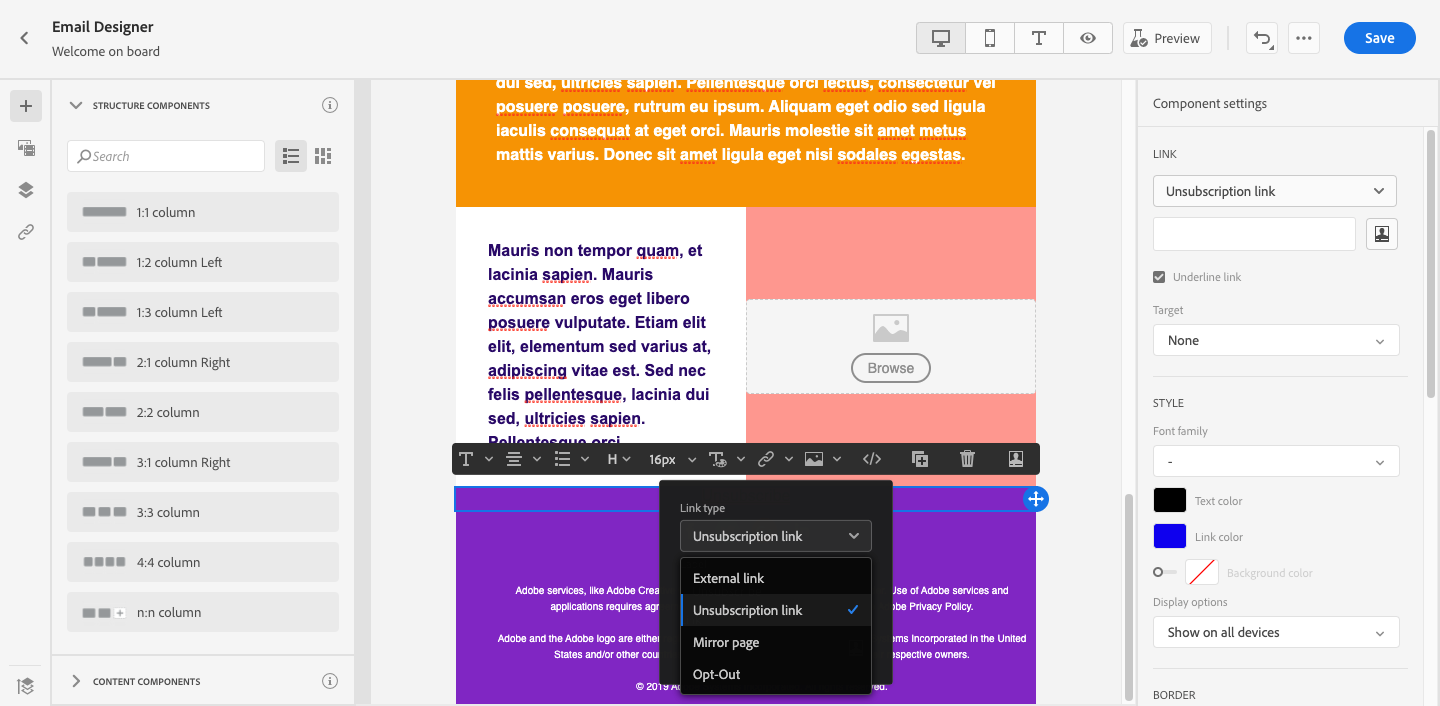 Email Designer
Welcome on board
Preview
Save
STRUCTURE COMPONENTS
Search
1:1 column
1:2 column Left
1:3 column Left
2:1 column Right
2:2 column
3:1 column Right
3:3 column
4:4 column
n:n column
CONTENT COMPONENTS
dui sed, ultricies sapien. Pellentesque orci lectus, consectetur vel
posuere posuere, rutrum eu ipsum. Aliquam eget odio sed ligula
iaculis consequat at eget orci. Mauris molestie sit amet metus
mattis varius. Donec sit amet ligula eget nisi sodales egestas.
Mauris non tempor quam, et
lacinia sapien. Mauris
accumsan eros eget libero
posuere vulputate. Etiam elit
elit, elementum sed varius at,
adipiscing vitae est. Sed nec
felis pellentesque, lacinia dui
sed, ultricies sapien.
Pellentesque orci
Browse
H
16px
Link type
Unsubscription link
External link
Unsubscription link
Mirror page
Opt-Out
Adobe services, like Adobe Crea Use of Adobe services and
applications requires agr obe Privacy Policy.
Adobe and the Adobe logo are either ems Incorporated in the United
States and/or other cou espective owners.
© 2019 A ved.
Component settings
LINK
Unsubscription link
Underline link
Target
None
STYLE
Font family
-
Text color
Link color
Background color
Display options
Show on all devices
BORDER